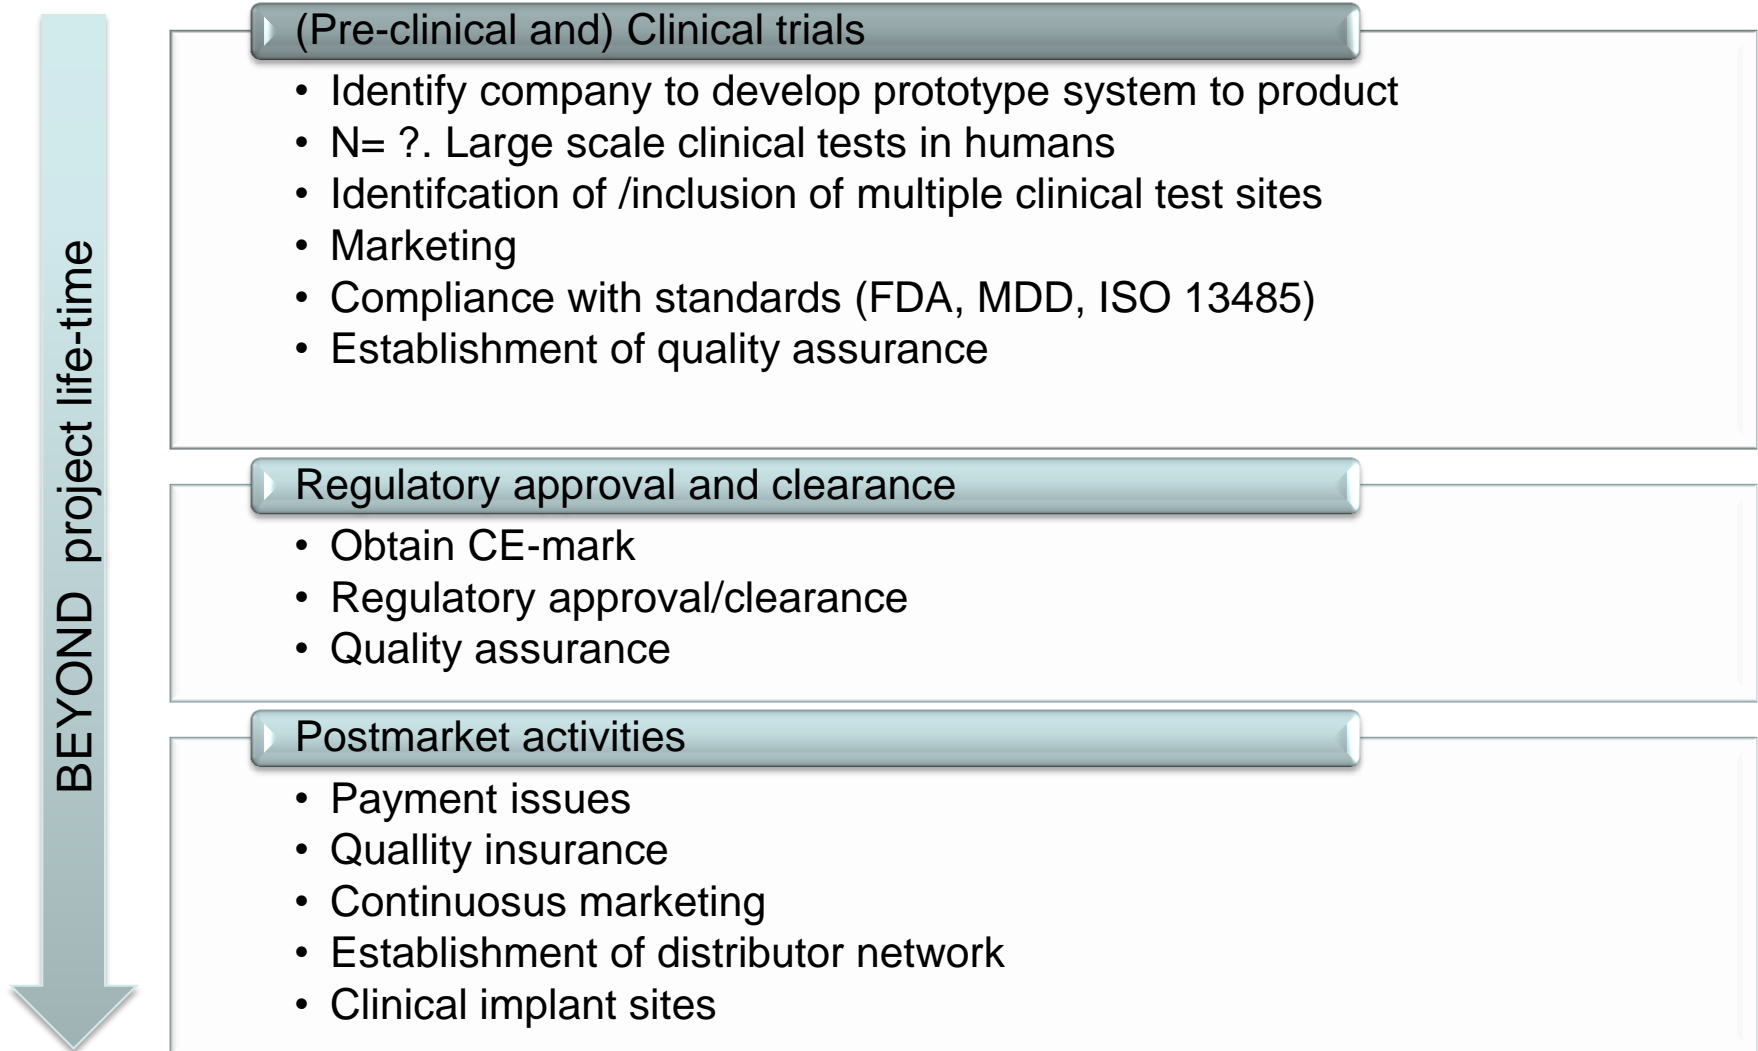 BEYOND project life-time
(Pre-clinical and) Clinical trials
• Identify company to develop prototype system to product
• N= ?. Large scale clinical tests in humans
• Identifcation of /inclusion of multiple clinical test sites
• Marketing
• Compliance with standards (FDA, MDD, ISO 13485)
• Establishment of quality assurance
Regulatory approval and clearance
• Obtain CE-mark
• Regulatory approval/clearance
• Quality assurance
Postmarket activities
• Payment issues
• Quallity insurance
• Continuosus marketing
• Establishment of distributor network
• Clinical implant sites